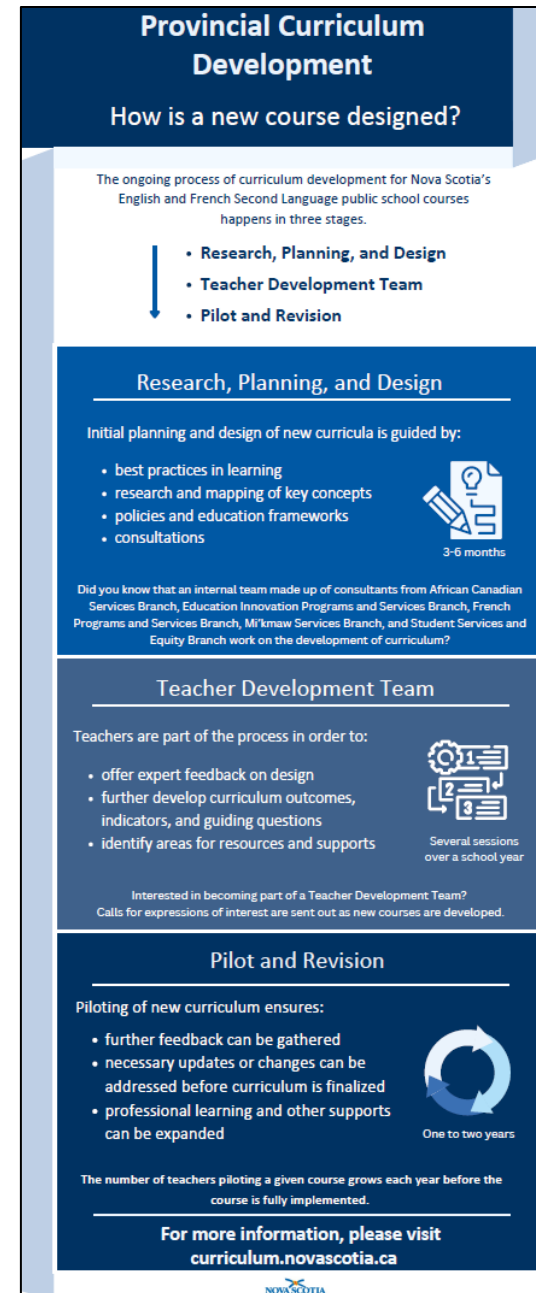 Provincial Curriculum
Development
How is a new course designed?
The ongoing process of curriculum development for Nova Scotia's
English and French Second Language public school courses
happens in three stages.
• Research, Planning, and Design
• Teacher Development Team
• Pilot and Revision
Research, Planning, and Design
Initial planning and design of new curricula is guided by:
• best practices in learning
• research and mapping of key concepts
• policies and education frameworks
• consultations
3-6 months
Did you know that an internal team made up of consultants from African Canadian
Services Branch, Education Innovation Programs and Services Branch, French
Programs and Services Branch, Mi'kmaw Services Branch, and Student Services and
Equity Branch work on the development of curriculum?
Teacher Development Team
Teachers are part of the process in order to:
• offer expert feedback on design
• further develop curriculum outcomes,
indicators, and guiding questions
• identify areas for resources and supports
1
2
3
Several sessions
over a school year
Interested in becoming part of a Teacher Development Team?
Calls for expressions of interest are sent out as new courses are developed.
Pilot and Revision
Piloting of new curriculum ensures:
• further feedback can be gathered
• necessary updates or changes can be
addressed before curriculum is finalized
• professional learning and other supports
can be expanded
One to two years
The number of teachers piloting a given course grows each year before the
course is fully implemented.
For more information, please visit
curriculum.novascotia.ca
NOVA SCOTIA